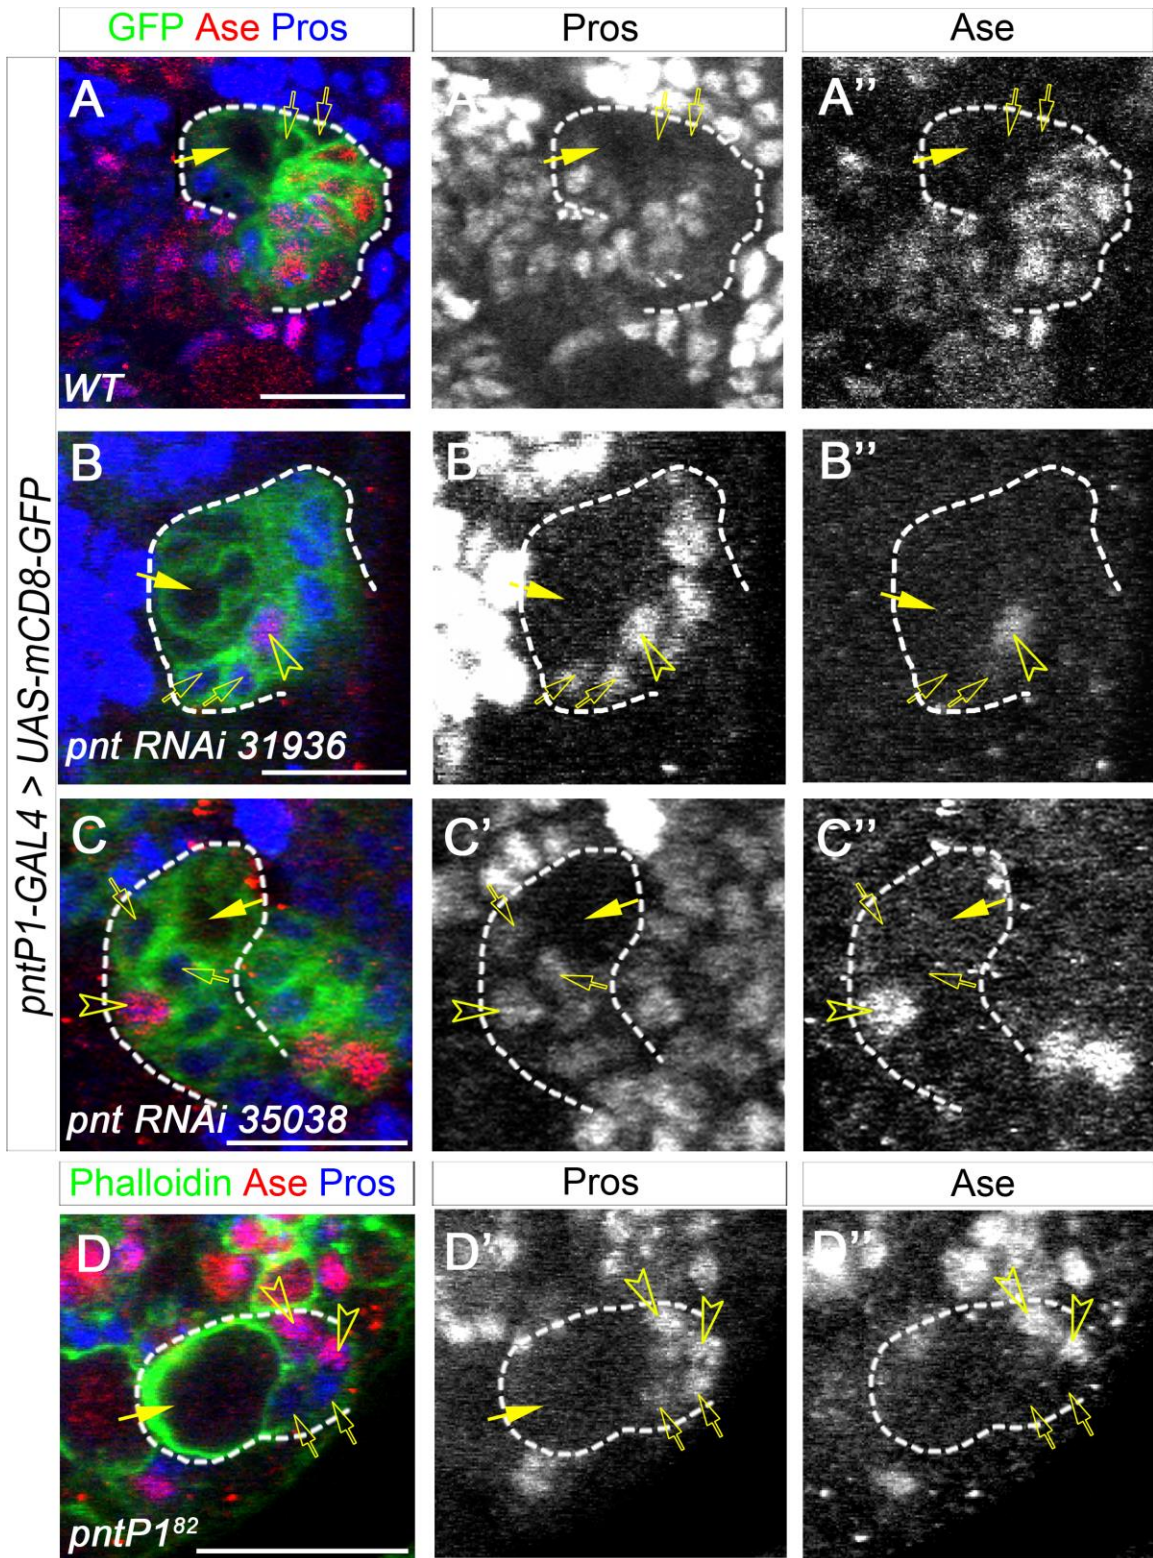 GFP Ase Pros
Pros
Ase
pntP1-GAL4 > UAS-mCD8-GFP
A
A'
A''
WT
B
B'
B''
pnt RNAi 31936
C
C'
C''
pnt RNAi 35038
Phalloidin Ase Pros
Pros
Ase
D
D'
D''
pntP1⁸²